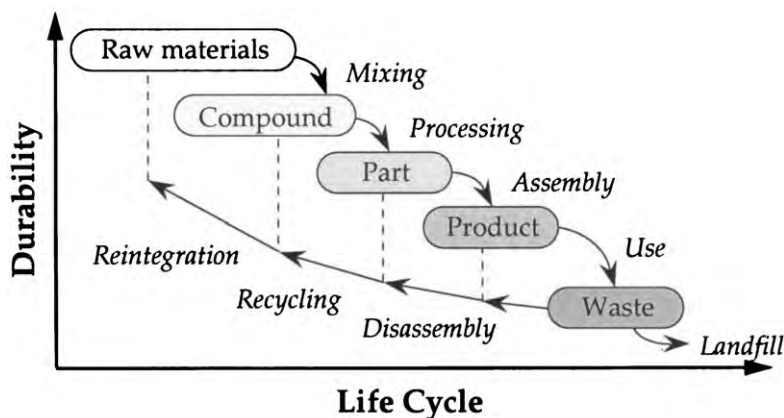 Raw materials
Mixing
Compound
Processing
Part
Assembly
Product
Use
Waste
Landfill
Reintegration
Recycling
Disassembly
Durability
Life Cycle